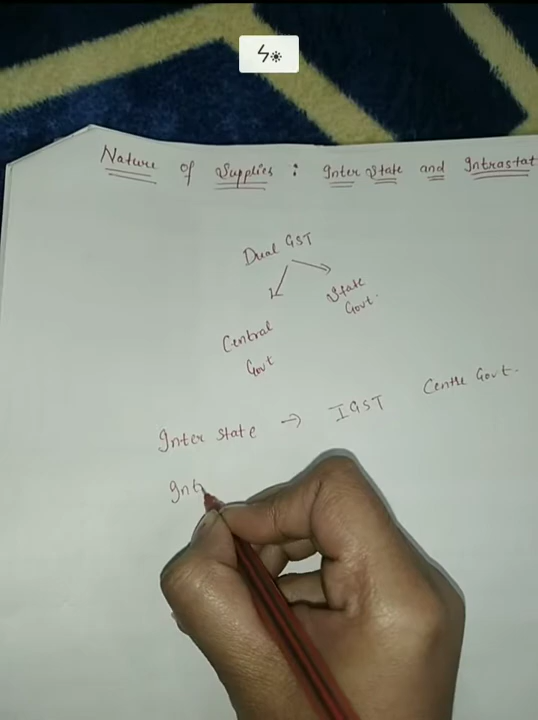 Nature of Supplies : Inter State and Intrastat
Dual GST
State
Govt.
Central
Govt
Inter state → IGST Centre Govt.
Int